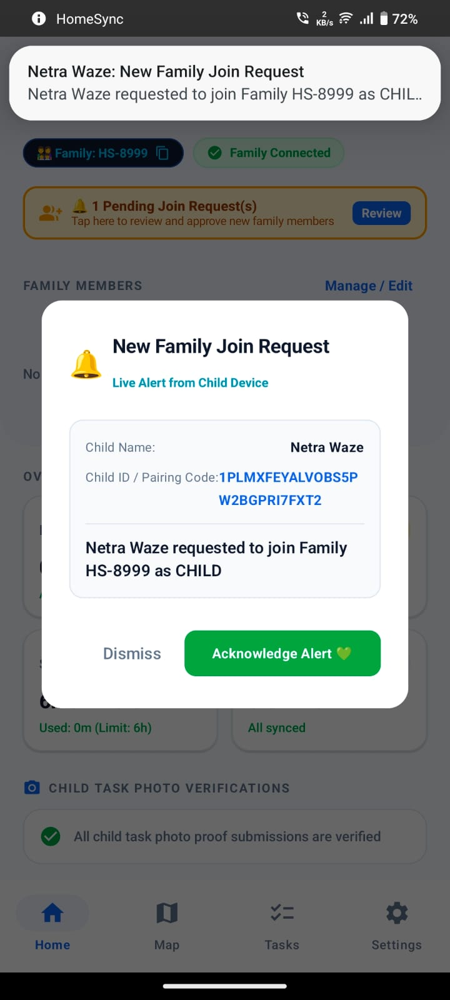 HomeSync
2
KB/s
72%
Netra Waze: New Family Join Request
Netra Waze requested to join Family HS-8999 as CHIL..
Family: HS-8999
Family Connected
🔔 1 Pending Join Request(s)
Tap here to review and approve new family members
Review
FAMILY MEMBERS
Manage / Edit
No
New Family Join Request
Live Alert from Child Device
Child Name:
Netra Waze
Child ID / Pairing Code:
1PLMXFEYALVOBS5P
W2BGPRI7FXT2
OV
Netra Waze requested to join Family
HS-8999 as CHILD
Dismiss
Acknowledge Alert 💚
Used: 0m (Limit: 6h)
All synced
CHILD TASK PHOTO VERIFICATIONS
All child task photo proof submissions are verified
Home
Map
Tasks
Settings